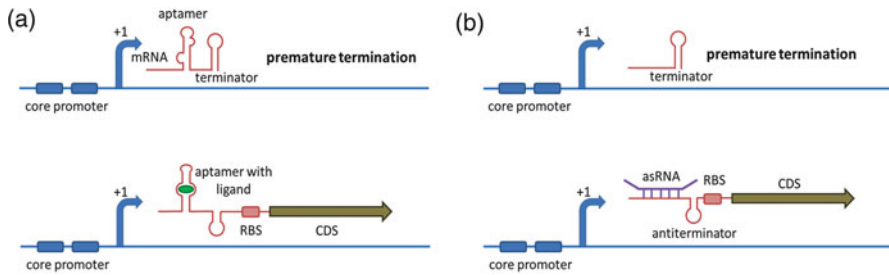 (a)
aptamer
+1
mRNA
premature termination
terminator
core promoter
+1
aptamer with
ligand
RBS
CDS
core promoter
(b)
+1
premature termination
terminator
core promoter
+1
asRNA
RBS
CDS
antiterminator
core promoter